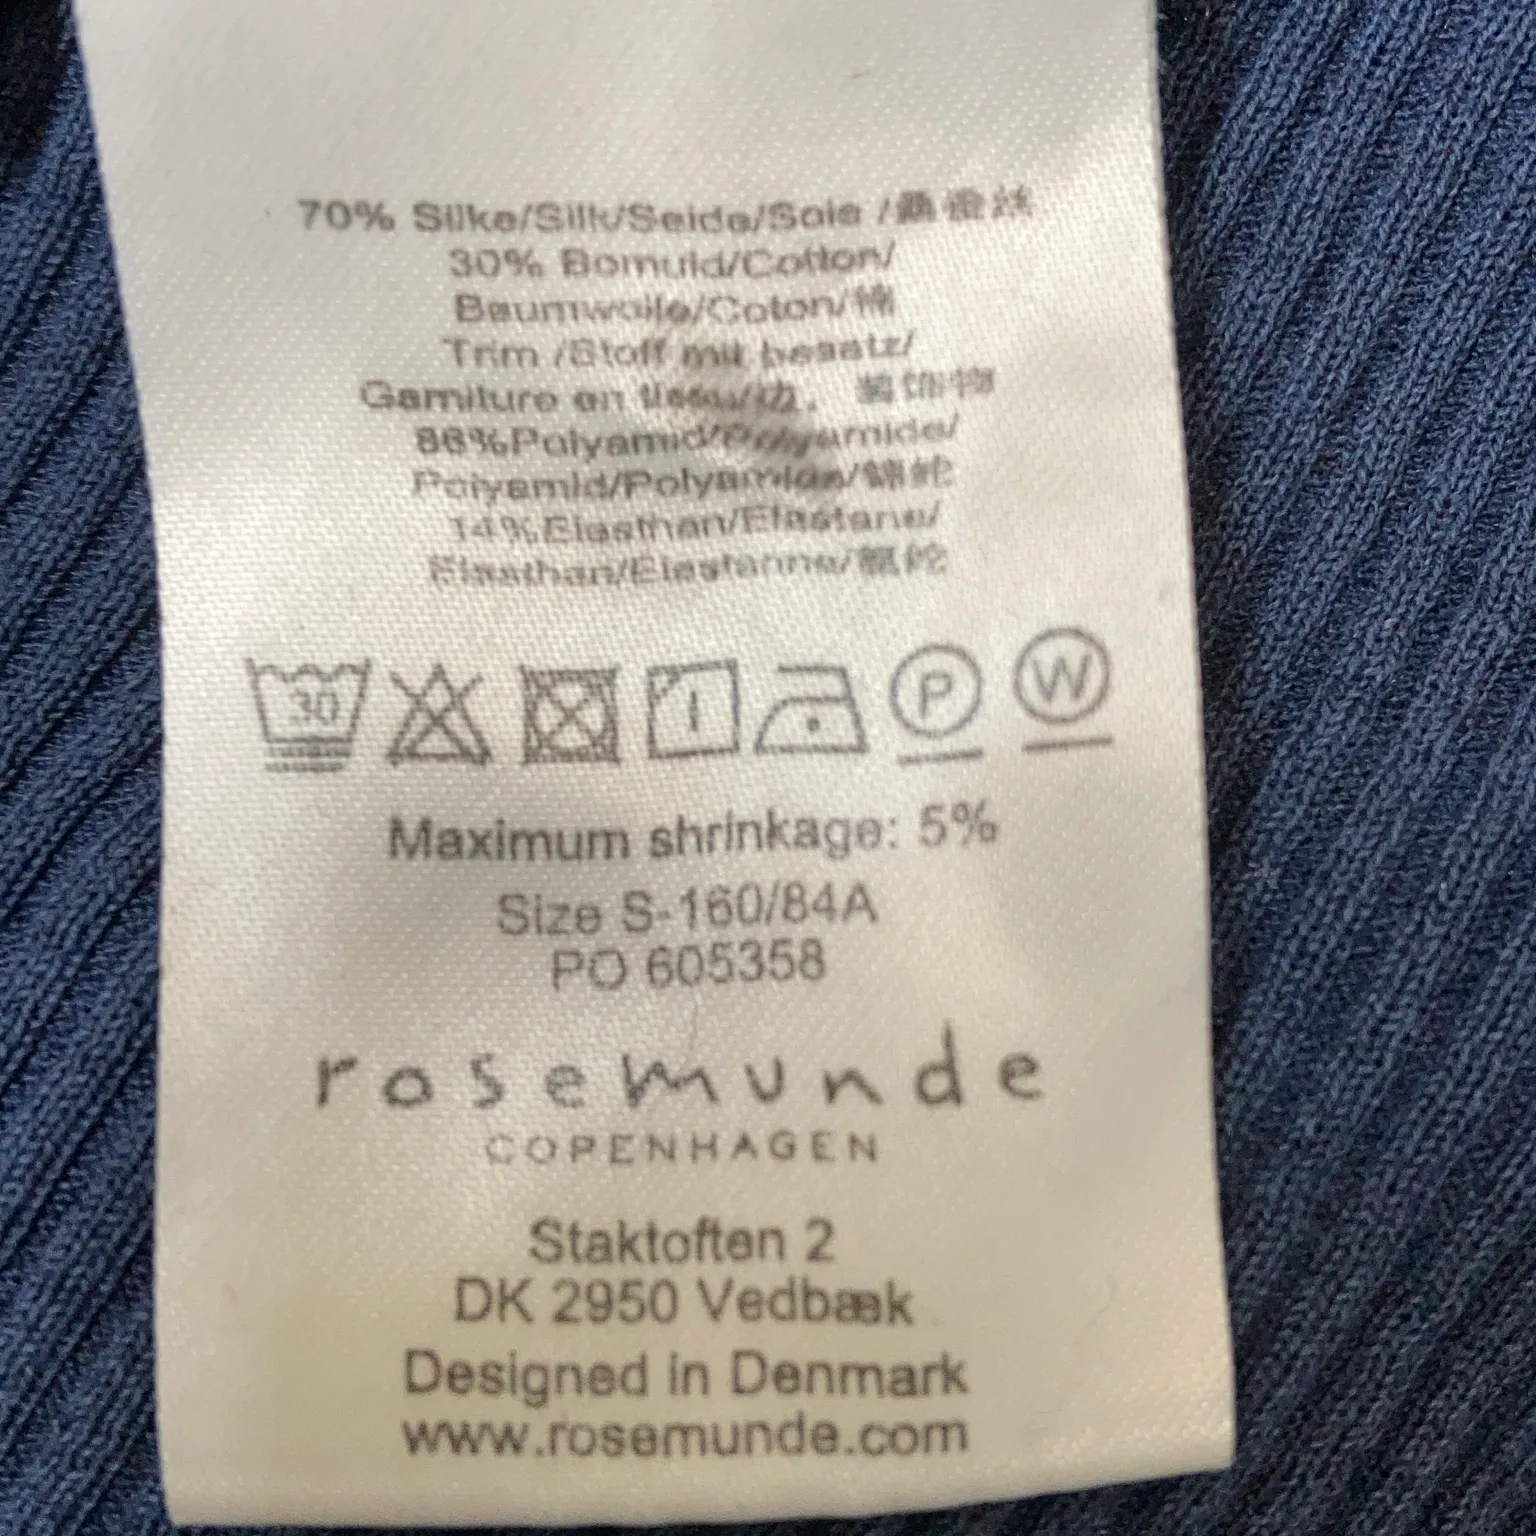 70% Silke/Silk/Seide/Soie /桑蚕丝
30% Bomuld/Cotton/
Baumwolle/Coton/棉
Trim /Stoff mit besatz/
Garniture en tissu/边, 装饰物
86%Polyamid/Polyamide/
Polyamid/Polyamide/锦纶
14%Elasthan/Elastane/
Elasthan/Elastanne/氨纶
30 P W
Maximum shrinkage: 5%
Size S-160/84A
PO 605358
rosemunde
COPENHAGEN
Staktoften 2
DK 2950 Vedbæk
Designed in Denmark
www.rosemunde.com